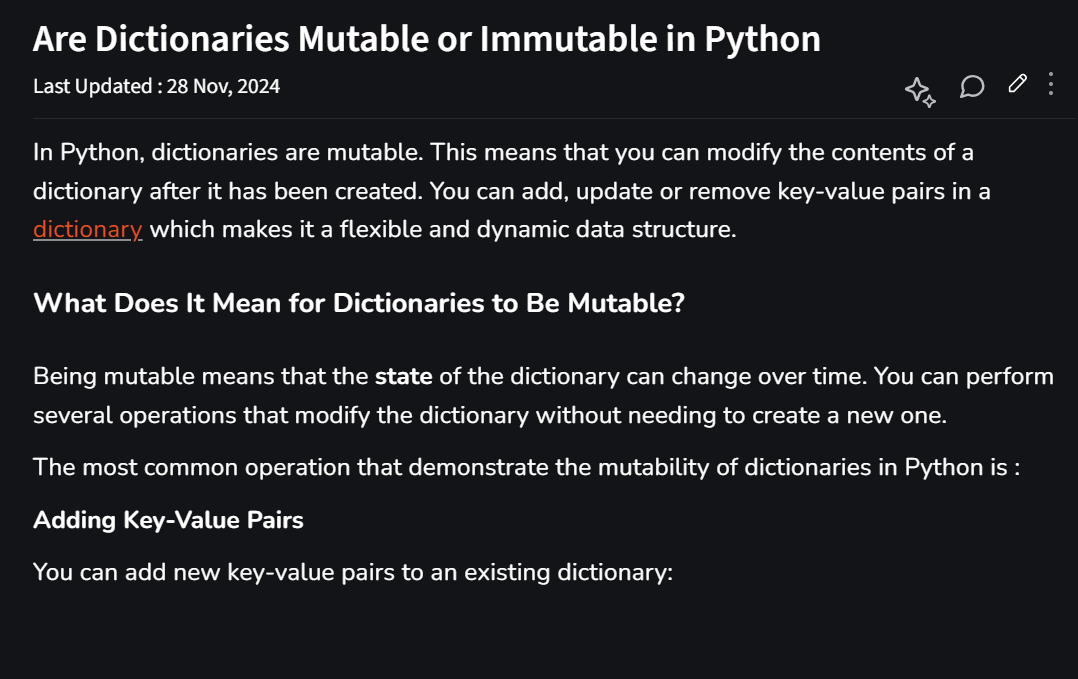 Are Dictionaries Mutable or Immutable in Python
Last Updated : 28 Nov, 2024
In Python, dictionaries are mutable. This means that you can modify the contents of a
dictionary after it has been created. You can add, update or remove key-value pairs in a
dictionary which makes it a flexible and dynamic data structure.
What Does It Mean for Dictionaries to Be Mutable?
Being mutable means that the state of the dictionary can change over time. You can perform
several operations that modify the dictionary without needing to create a new one.
The most common operation that demonstrate the mutability of dictionaries in Python is :
Adding Key-Value Pairs
You can add new key-value pairs to an existing dictionary: